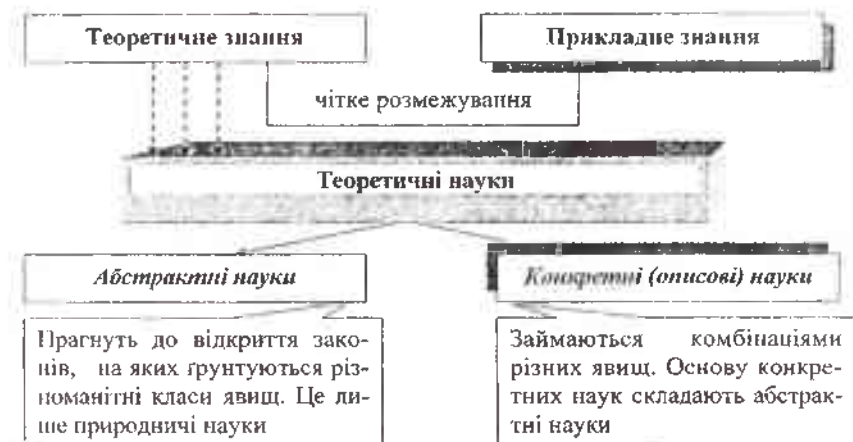 Теоретичне знання
Прикладне знання
чітке розмежування
Теоретичні науки
Абстрактні науки
Конкретні (описові) науки
Прагнуть до відкриття зако-
нів, на яких ґрунтуються різ-
номанітні класи явищ. Це ли-
ше природничі науки
Займаються комбінаціями
різних явищ. Основу конкре-
тних наук складають абстрак-
тні науки